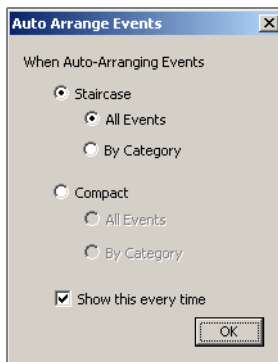 Auto Arrange Events
When Auto-Arranging Events
Staircase
All Events
By Category
Compact
All Events
By Category
Show this every time
OK